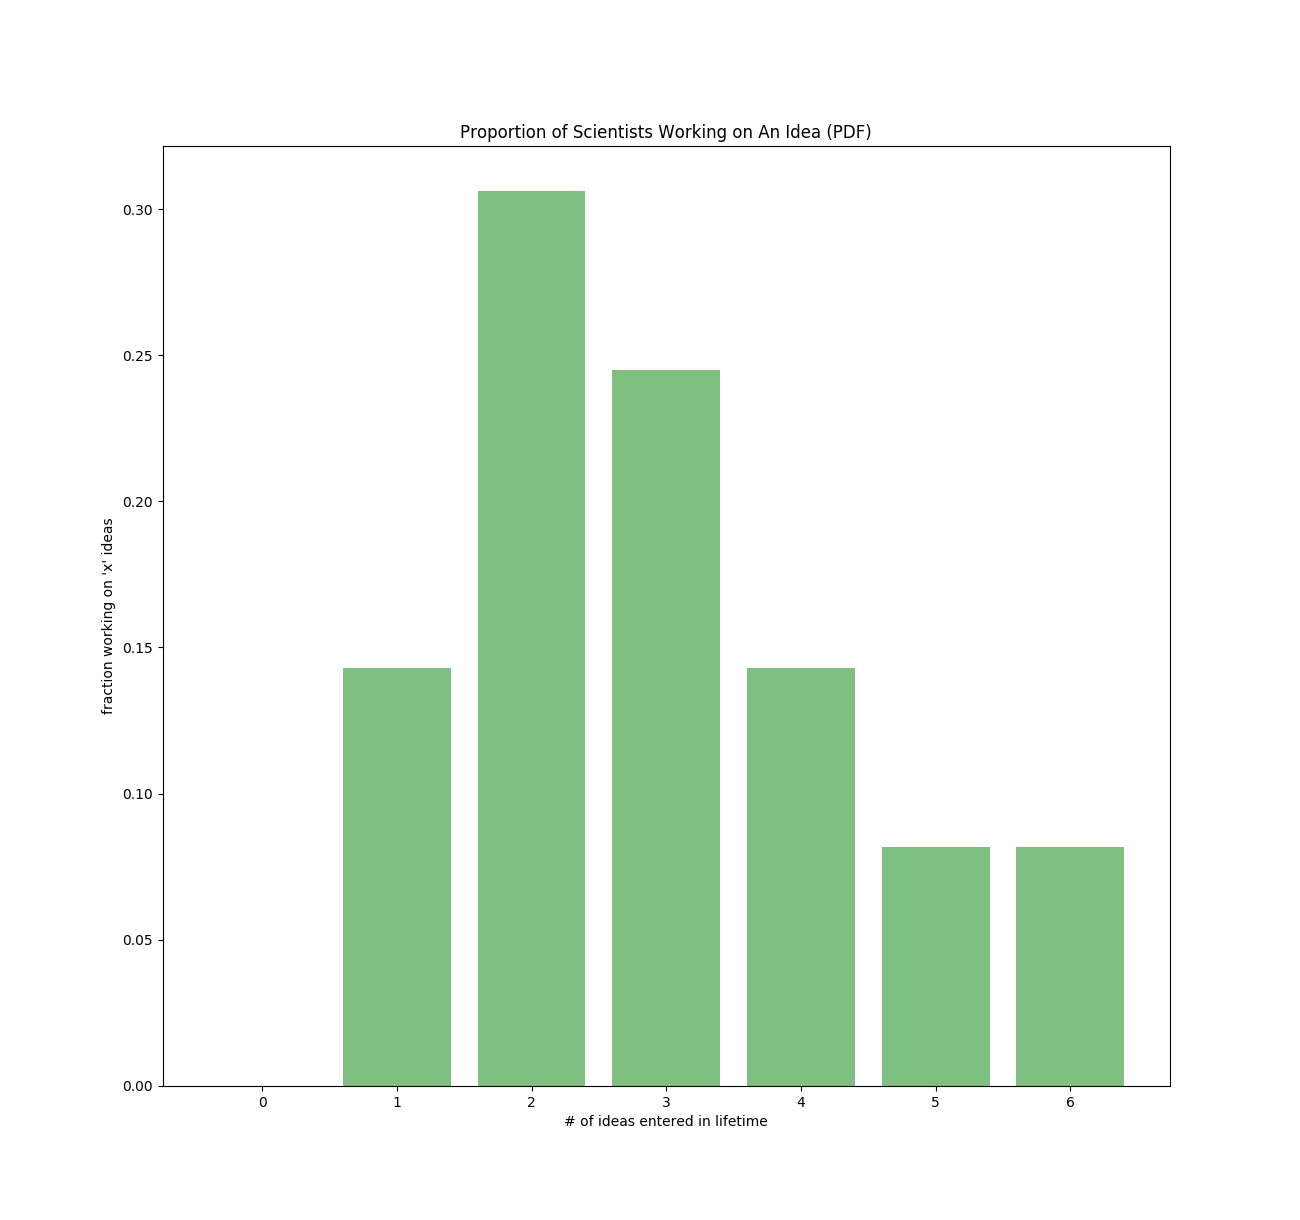 Proportion of Scientists Working on An Idea (PDF)
0.30
0.25
0.20
0.15
0.10
0.05
0.00
fraction working on 'x' ideas
0 1 2 3 4 5 6
# of ideas entered in lifetime